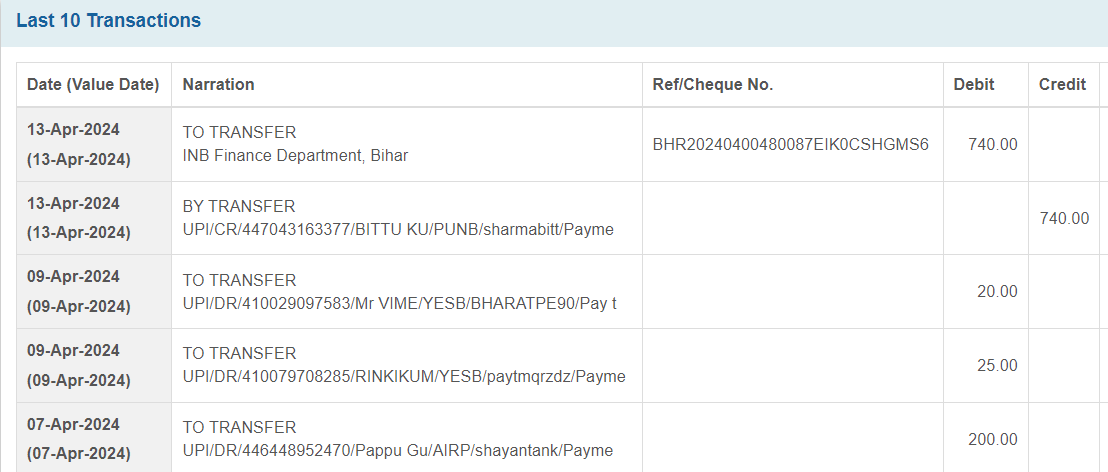 Last 10 Transactions
Date (Value Date) Narration Ref/Cheque No. Debit Credit
13-Apr-2024 TO TRANSFER
(13-Apr-2024) INB Finance Department, Bihar BHR20240400480087EIK0CSHGMS6 740.00
13-Apr-2024 BY TRANSFER
(13-Apr-2024) UPI/CR/447043163377/BITTU KU/PUNB/sharmabitt/Payme 740.00
09-Apr-2024 TO TRANSFER
(09-Apr-2024) UPI/DR/410029097583/Mr VIME/YESB/BHARATPE90/Pay t 20.00
09-Apr-2024 TO TRANSFER
(09-Apr-2024) UPI/DR/410079708285/RINKIKUM/YESB/paytmqrzdz/Payme 25.00
07-Apr-2024 TO TRANSFER
(07-Apr-2024) UPI/DR/446448952470/Pappu Gu/AIRP/shayantank/Payme 200.00